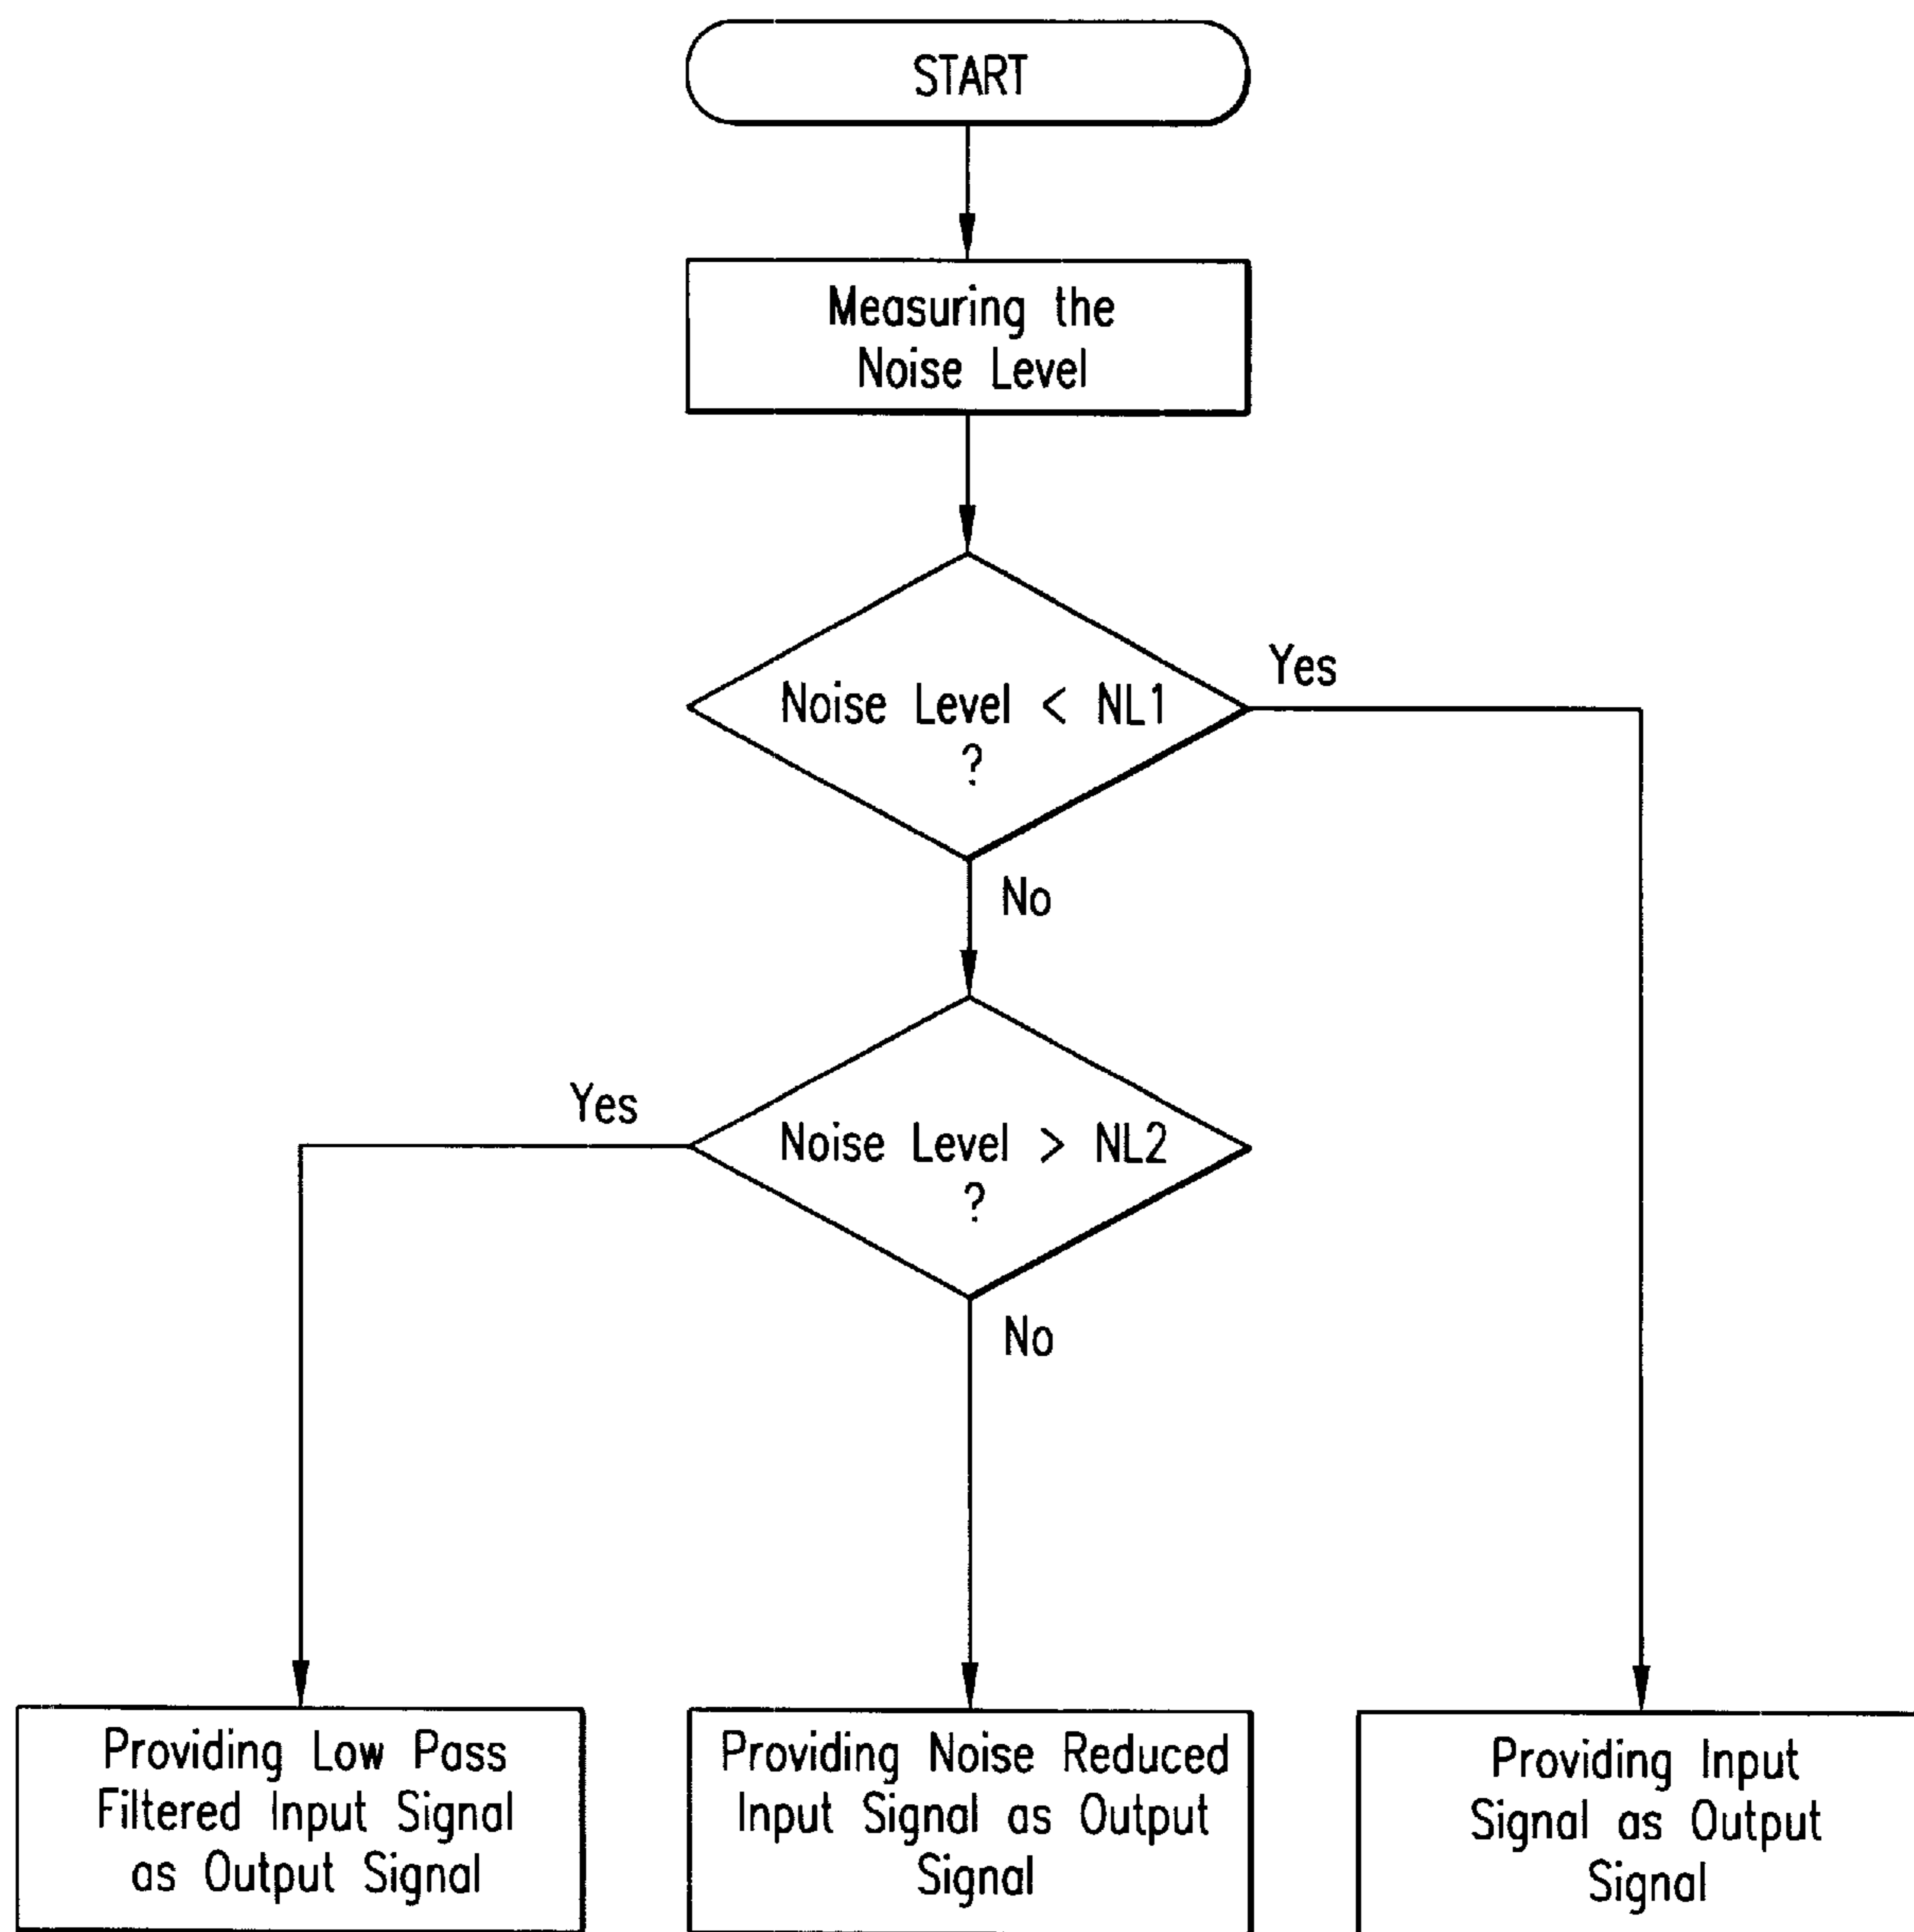 START
Measuring the
Noise Level
Noise Level < NL1
?
Yes
No
Noise Level > NL2
?
Yes
No
Providing Low Pass
Filtered Input Signal
as Output Signal
Providing Noise Reduced
Input Signal as Output
Signal
Providing Input
Signal as Output
Signal